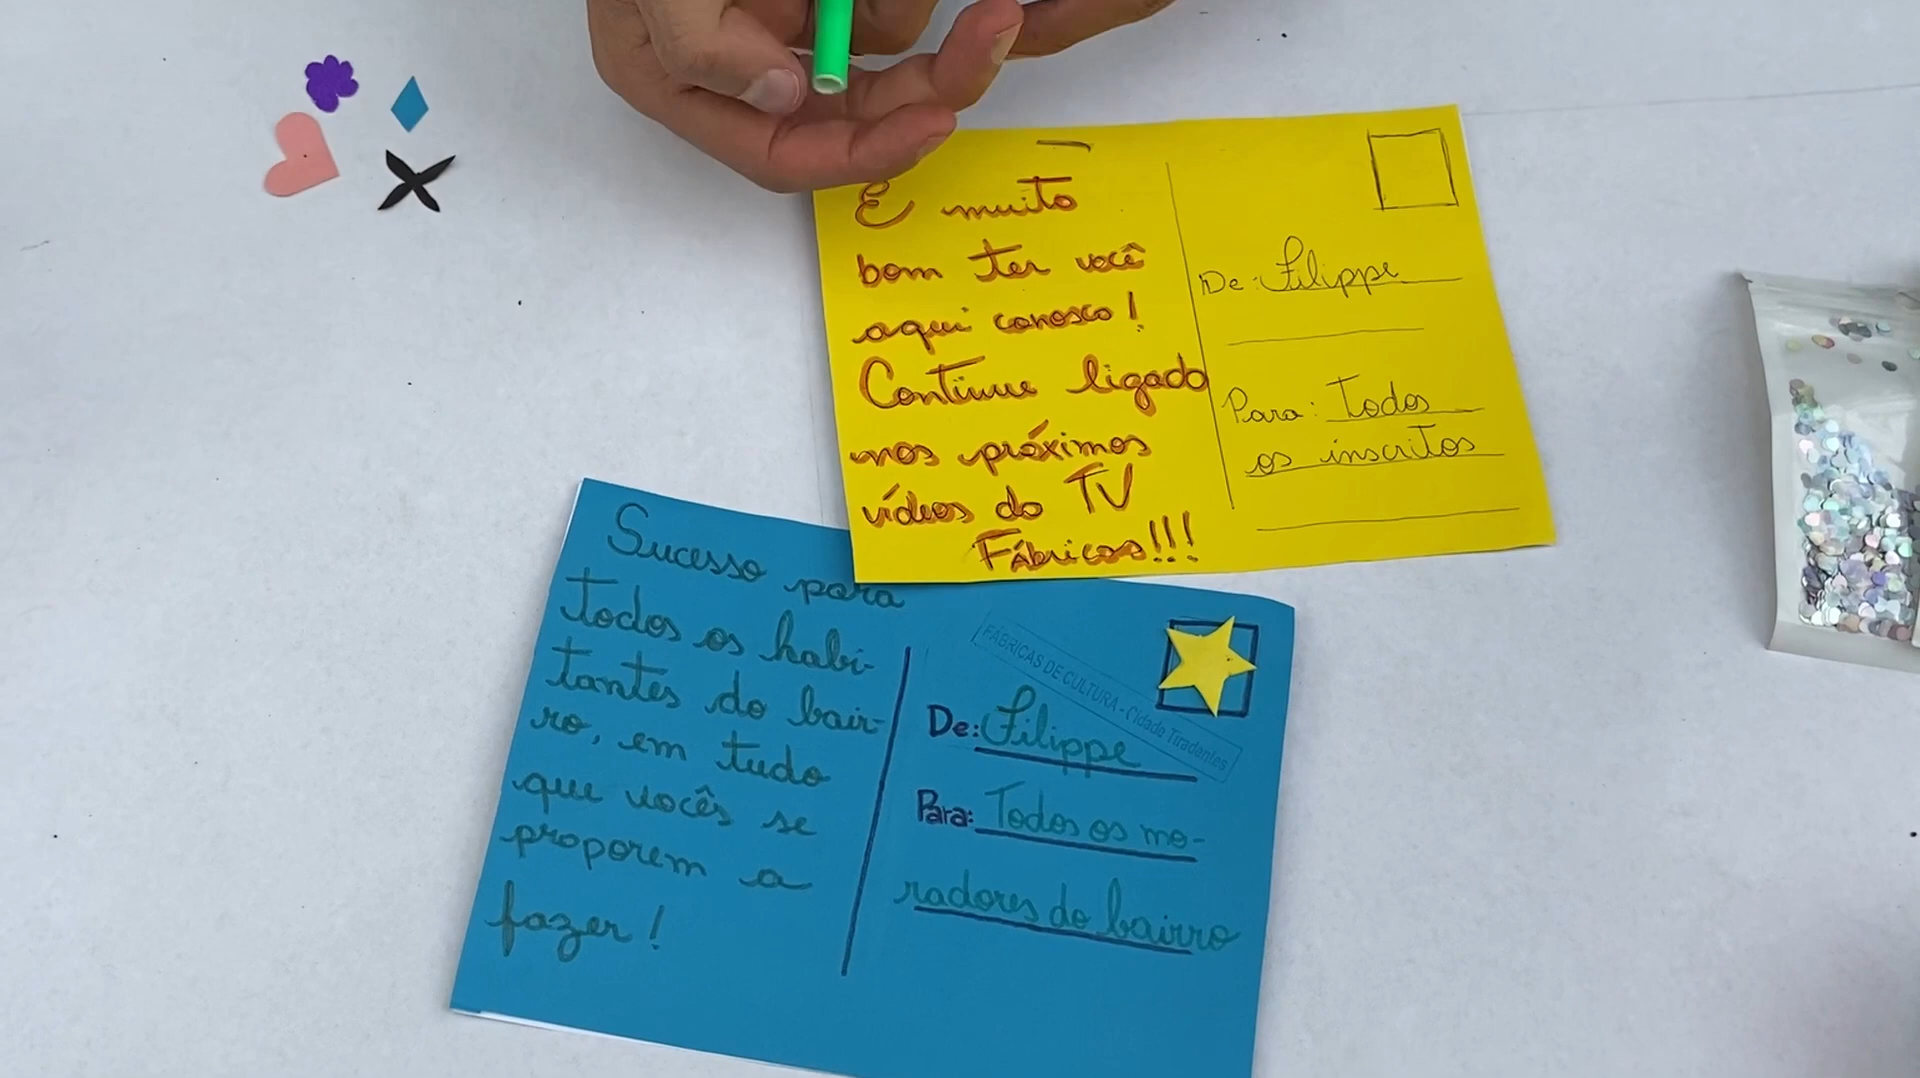 É muito
bom ter você
aqui conosco!
Continue ligado
nos próximos
vídeos do TV
Fábricas!!!
De: Filippe
Para: Todos
os inscritos
Sucesso para
todos os habi-
tantes do bair-
ro, em tudo
que vocês se
proporem a
fazer!
FÁBRICAS DE CULTURA - Cidade Tiradentes
De: Filippe
Para: Todos os mo-
radores do bairro